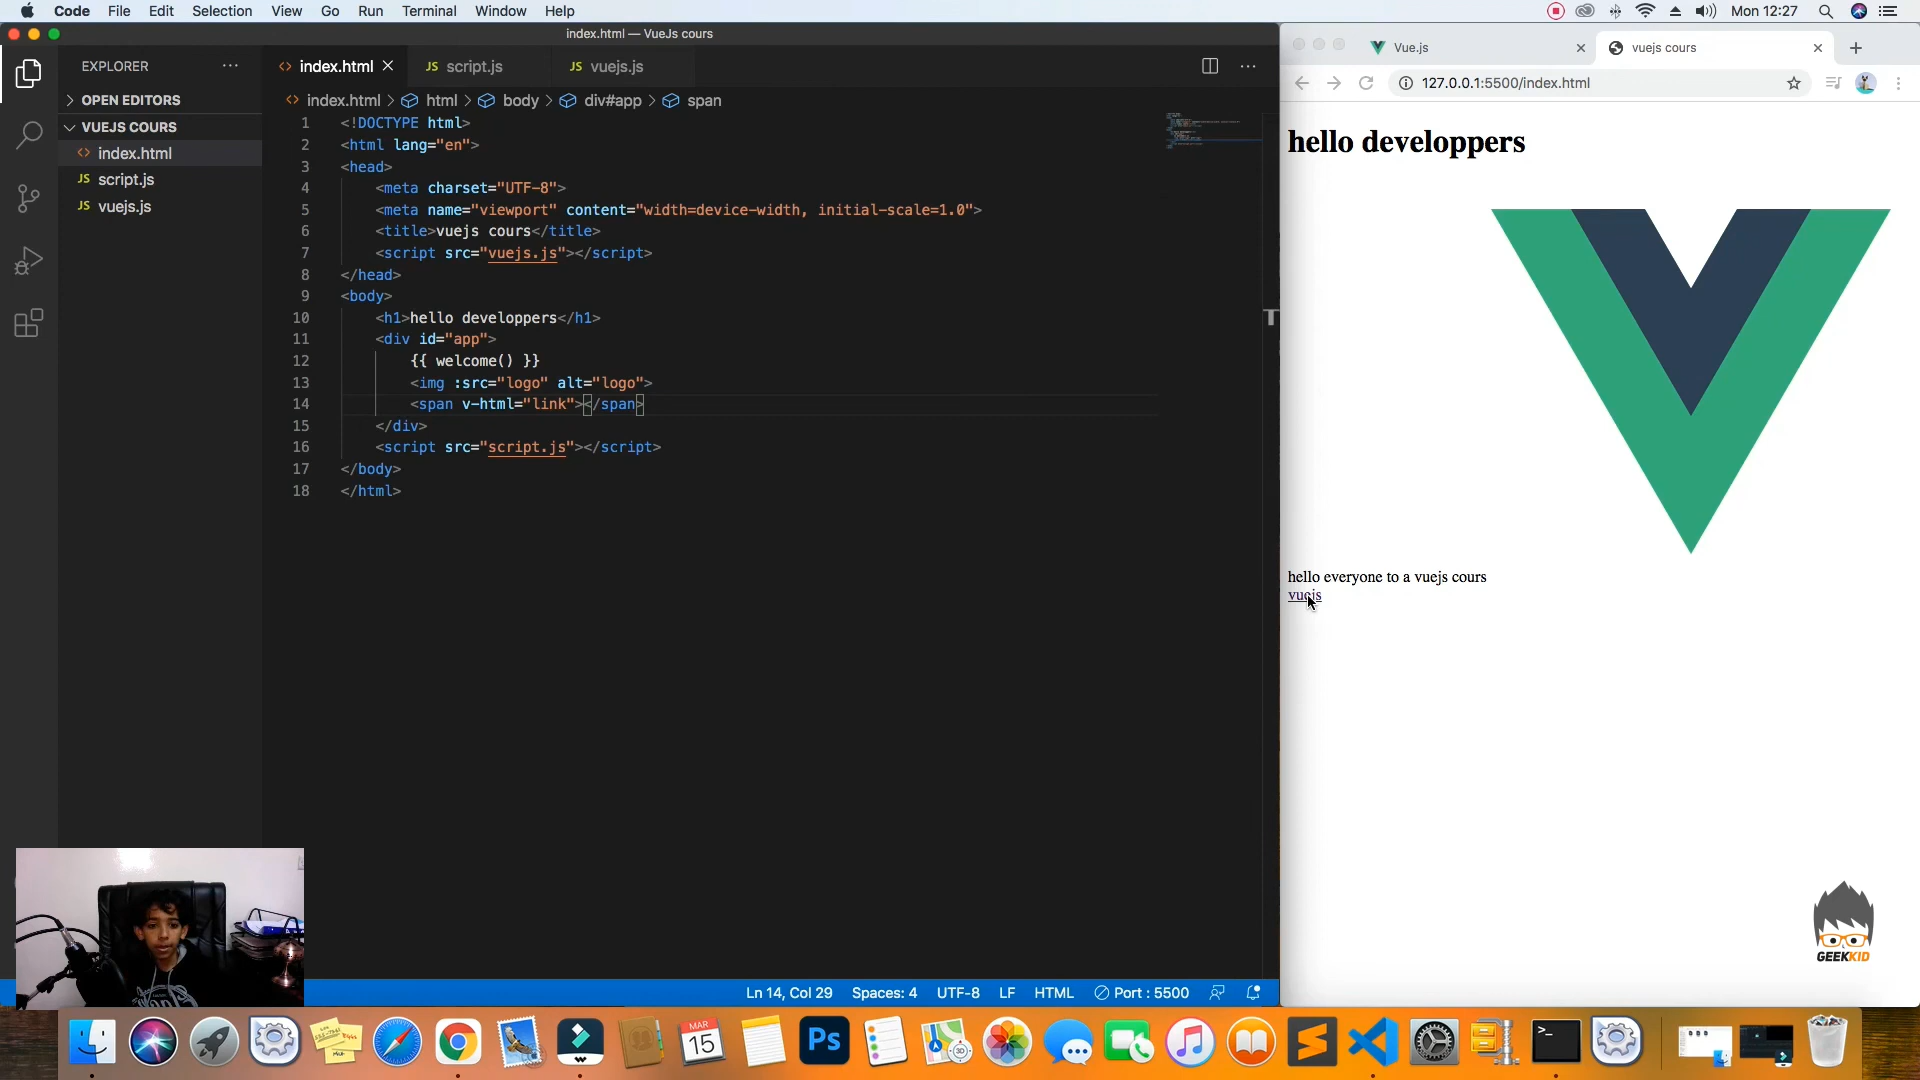 Code File Edit Selection View Go Run Terminal Window Help
Mon 12:27
index.html — VueJs cours
EXPLORER
OPEN EDITORS
VUEJS COURS
<> index.html
JS script.js
JS vuejs.js
<> index.html
JS script.js
JS vuejs.js
<> index.html > html > body > div#app > span
1 <!DOCTYPE html>
2 <html lang="en">
3 <head>
4 <meta charset="UTF-8">
5 <meta name="viewport" content="width=device-width, initial-scale=1.0">
6 <title>vuejs cours</title>
7 <script src="vuejs.js"></script>
8 </head>
9 <body>
10 <h1>hello developpers</h1>
11 <div id="app">
12 {{ welcome() }}
13 <img :src="logo" alt="logo">
14 <span v-html="link"></span>
15 </div>
16 <script src="script.js"></script>
17 </body>
18 </html>
Ln 14, Col 29 Spaces: 4 UTF-8 LF HTML Port : 5500
Vue.js
vuejs cours
127.0.0.1:5500/index.html
hello developpers
hello everyone to a vuejs cours
vuejs
GEEKKID
MAR
15
Ps
3D
>_